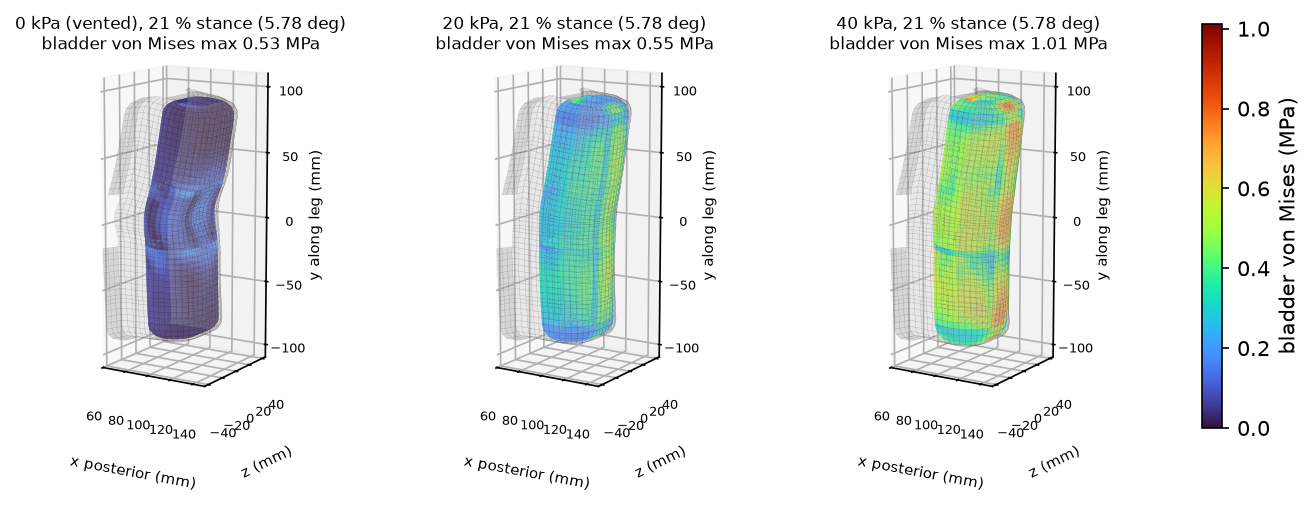 0 kPa (vented), 21 % stance (5.78 deg)
bladder von Mises max 0.53 MPa
100
50
0
−50
−100
y along leg (mm)
60 80 100 120 140
−40 −20 0 20 40
x posterior (mm)
z (mm)
20 kPa, 21 % stance (5.78 deg)
bladder von Mises max 0.55 MPa
100
50
0
−50
−100
y along leg (mm)
60 80 100 120 140
−40 −20 0 20 40
x posterior (mm)
z (mm)
40 kPa, 21 % stance (5.78 deg)
bladder von Mises max 1.01 MPa
100
50
0
−50
−100
y along leg (mm)
60 80 100 120 140
−40 −20 0 20 40
x posterior (mm)
z (mm)
1.0
0.8
0.6
0.4
0.2
0.0
bladder von Mises (MPa)